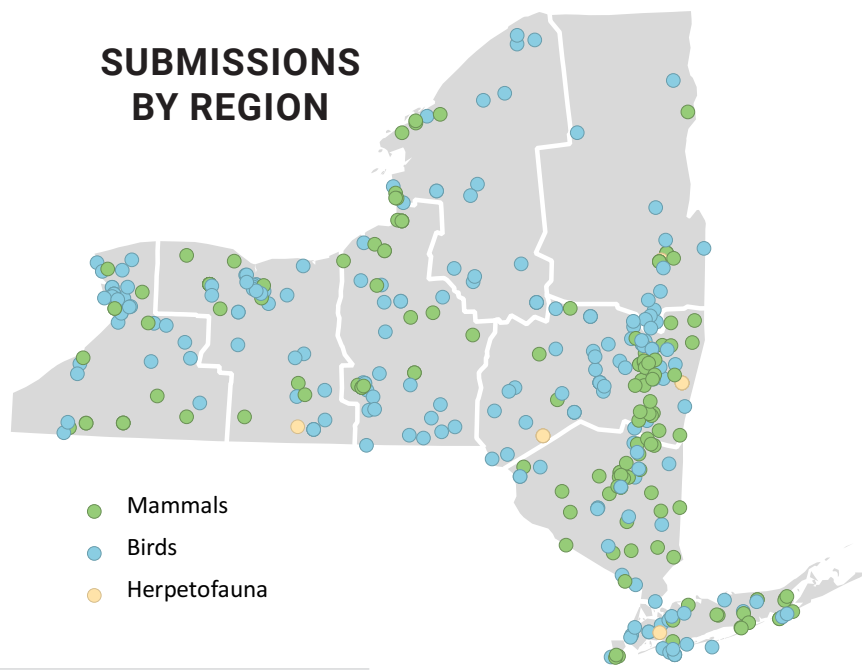 SUBMISSIONS
BY REGION
Mammals
Birds
Herpetofauna